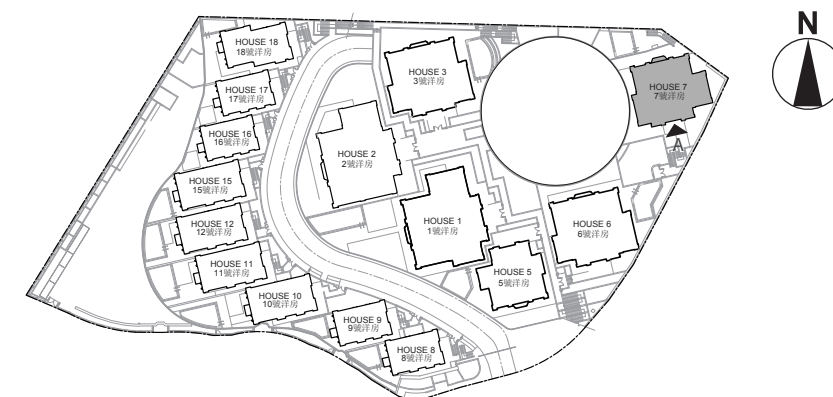 HOUSE 18
18號洋房
HOUSE 17
17號洋房
HOUSE 16
16號洋房
HOUSE 15
15號洋房
HOUSE 12
12號洋房
HOUSE 11
11號洋房
HOUSE 10
10號洋房
HOUSE 9
9號洋房
HOUSE 8
8號洋房
HOUSE 3
3號洋房
HOUSE 2
2號洋房
HOUSE 1
1號洋房
HOUSE 5
5號洋房
HOUSE 6
6號洋房
HOUSE 7
7號洋房
A
N